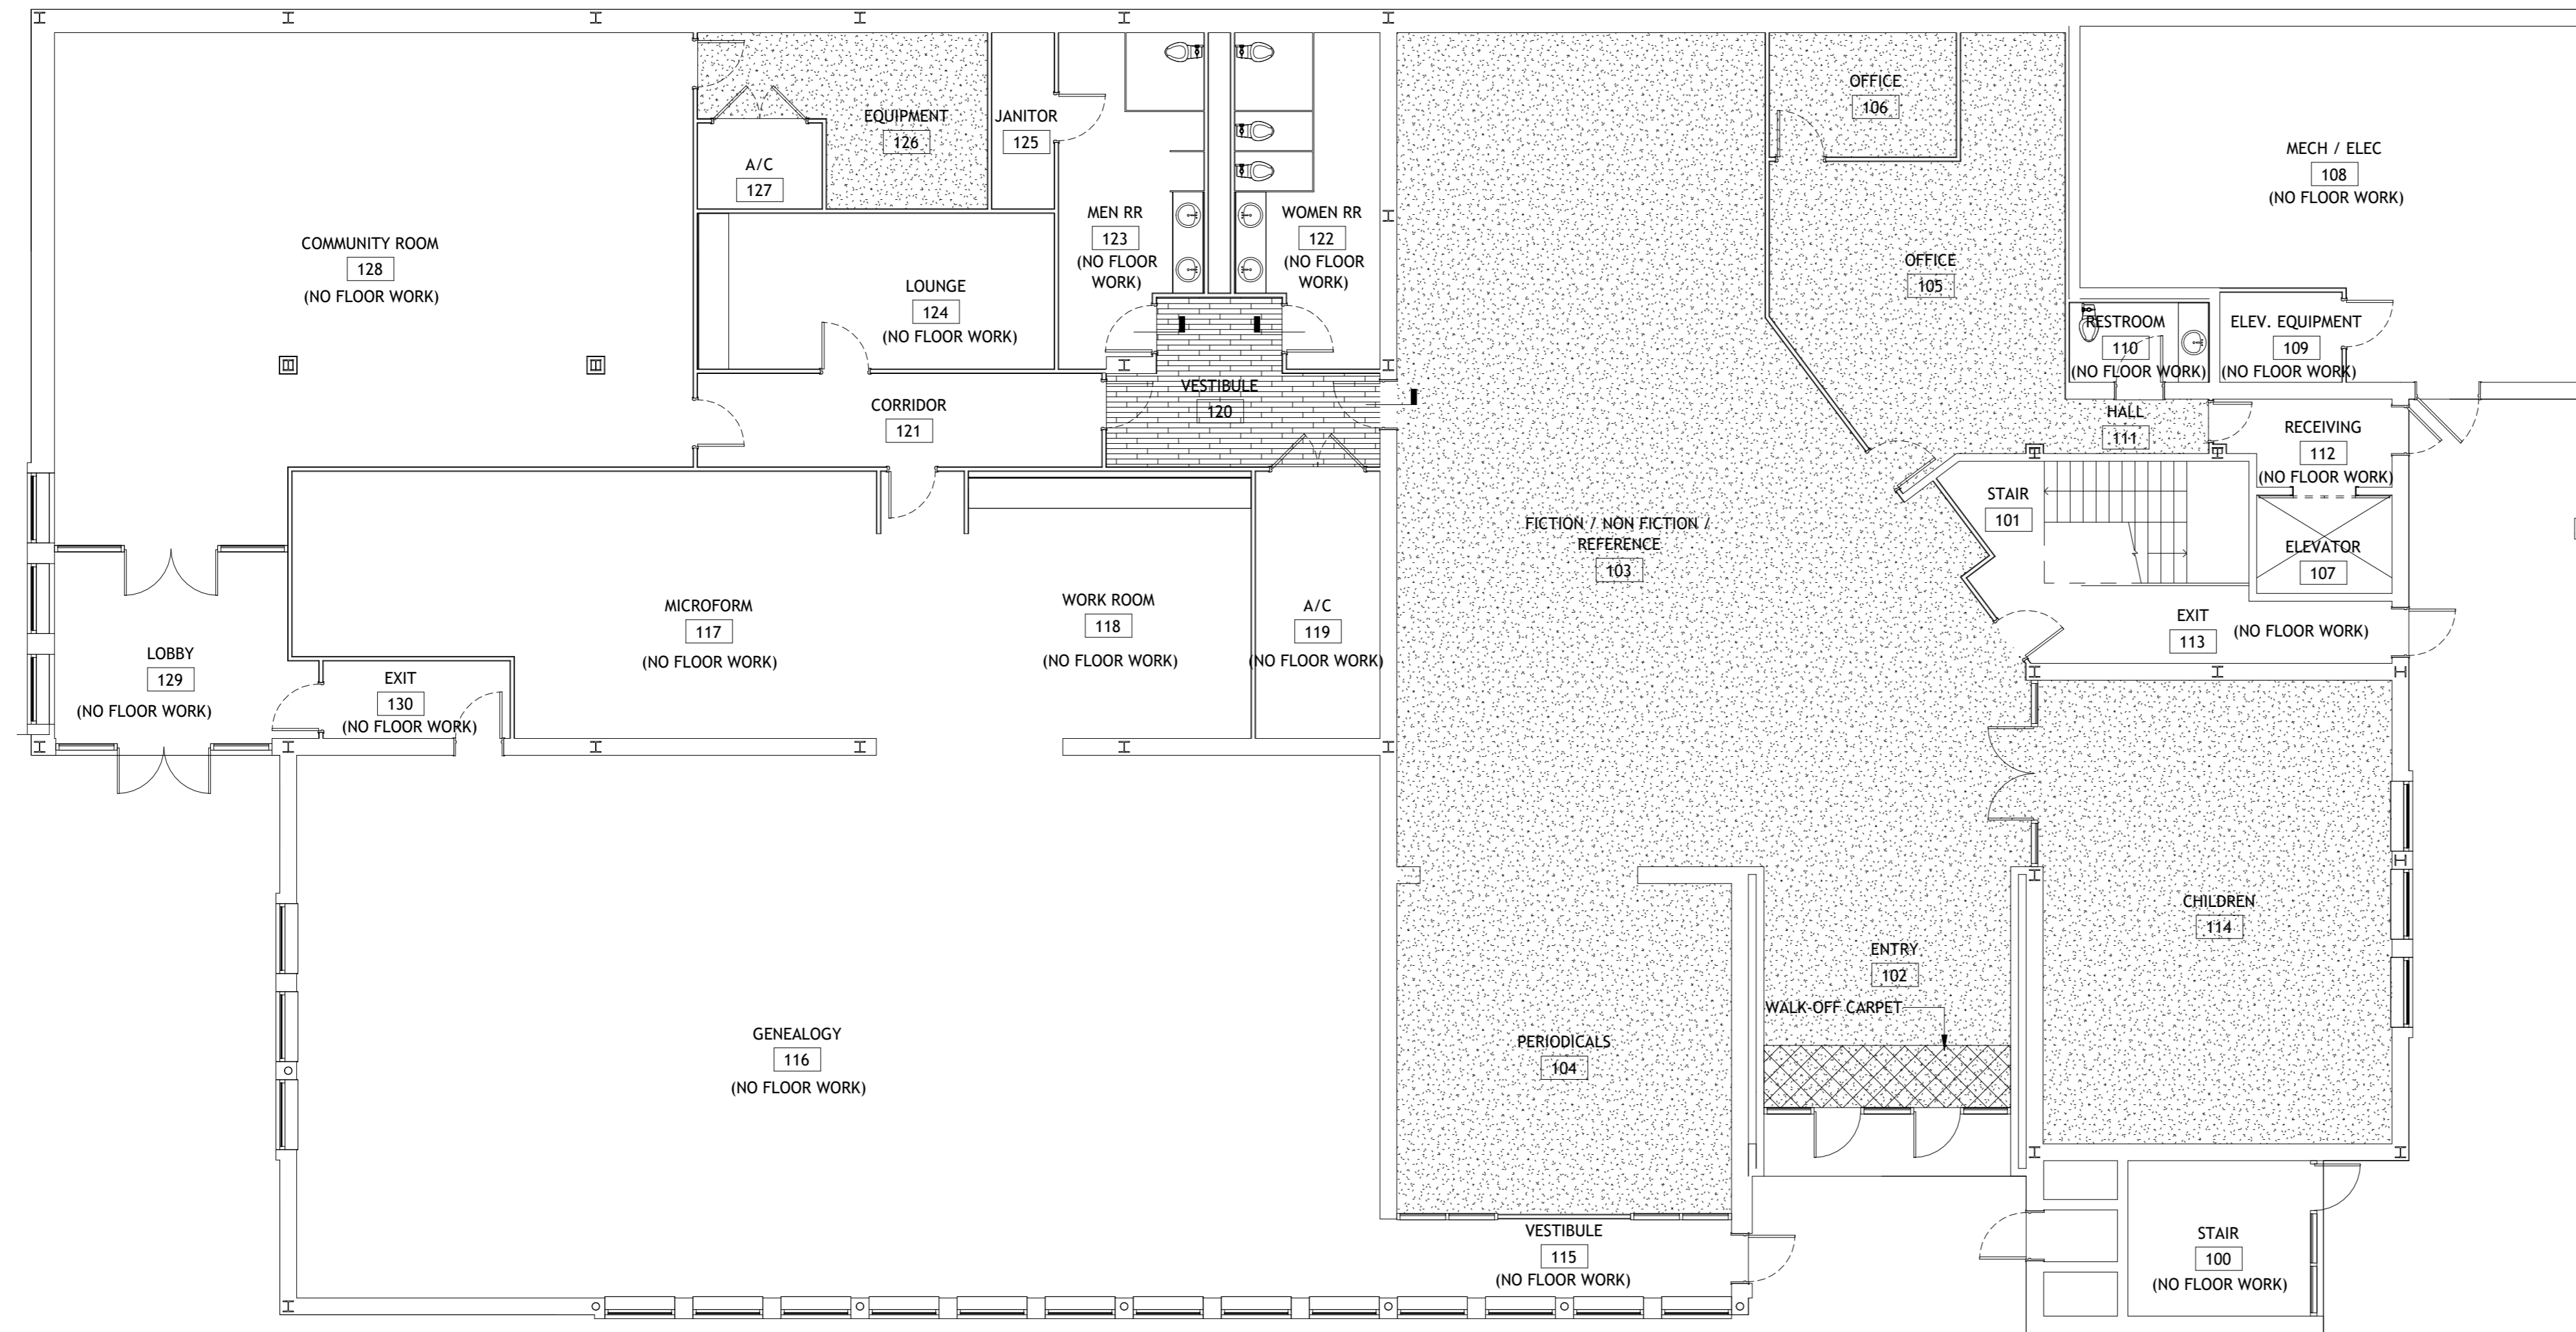 OFFICE
106
EQUIPMENT
126
JANITOR
125
MECH / ELEC
108
(NO FLOOR WORK)
A/C
127
MEN RR
123
(NO FLOOR
WORK)
WOMEN RR
122
(NO FLOOR
WORK)
COMMUNITY ROOM
128
(NO FLOOR WORK)
OFFICE
105
LOUNGE
124
(NO FLOOR WORK)
RESTROOM
110
(NO FLOOR WORK)
ELEV. EQUIPMENT
109
(NO FLOOR WORK)
VESTIBULE
120
CORRIDOR
121
HALL
111
RECEIVING
112
(NO FLOOR WORK)
STAIR
101
FICTION / NON FICTION /
REFERENCE
103
ELEVATOR
107
MICROFORM
117
(NO FLOOR WORK)
WORK ROOM
118
(NO FLOOR WORK)
A/C
119
(NO FLOOR WORK)
EXIT
113
(NO FLOOR WORK)
LOBBY
129
(NO FLOOR WORK)
EXIT
130
(NO FLOOR WORK)
CHILDREN
114
ENTRY
102
WALK-OFF CARPET
GENEALOGY
116
(NO FLOOR WORK)
PERIODICALS
104
VESTIBULE
115
(NO FLOOR WORK)
STAIR
100
(NO FLOOR WORK)